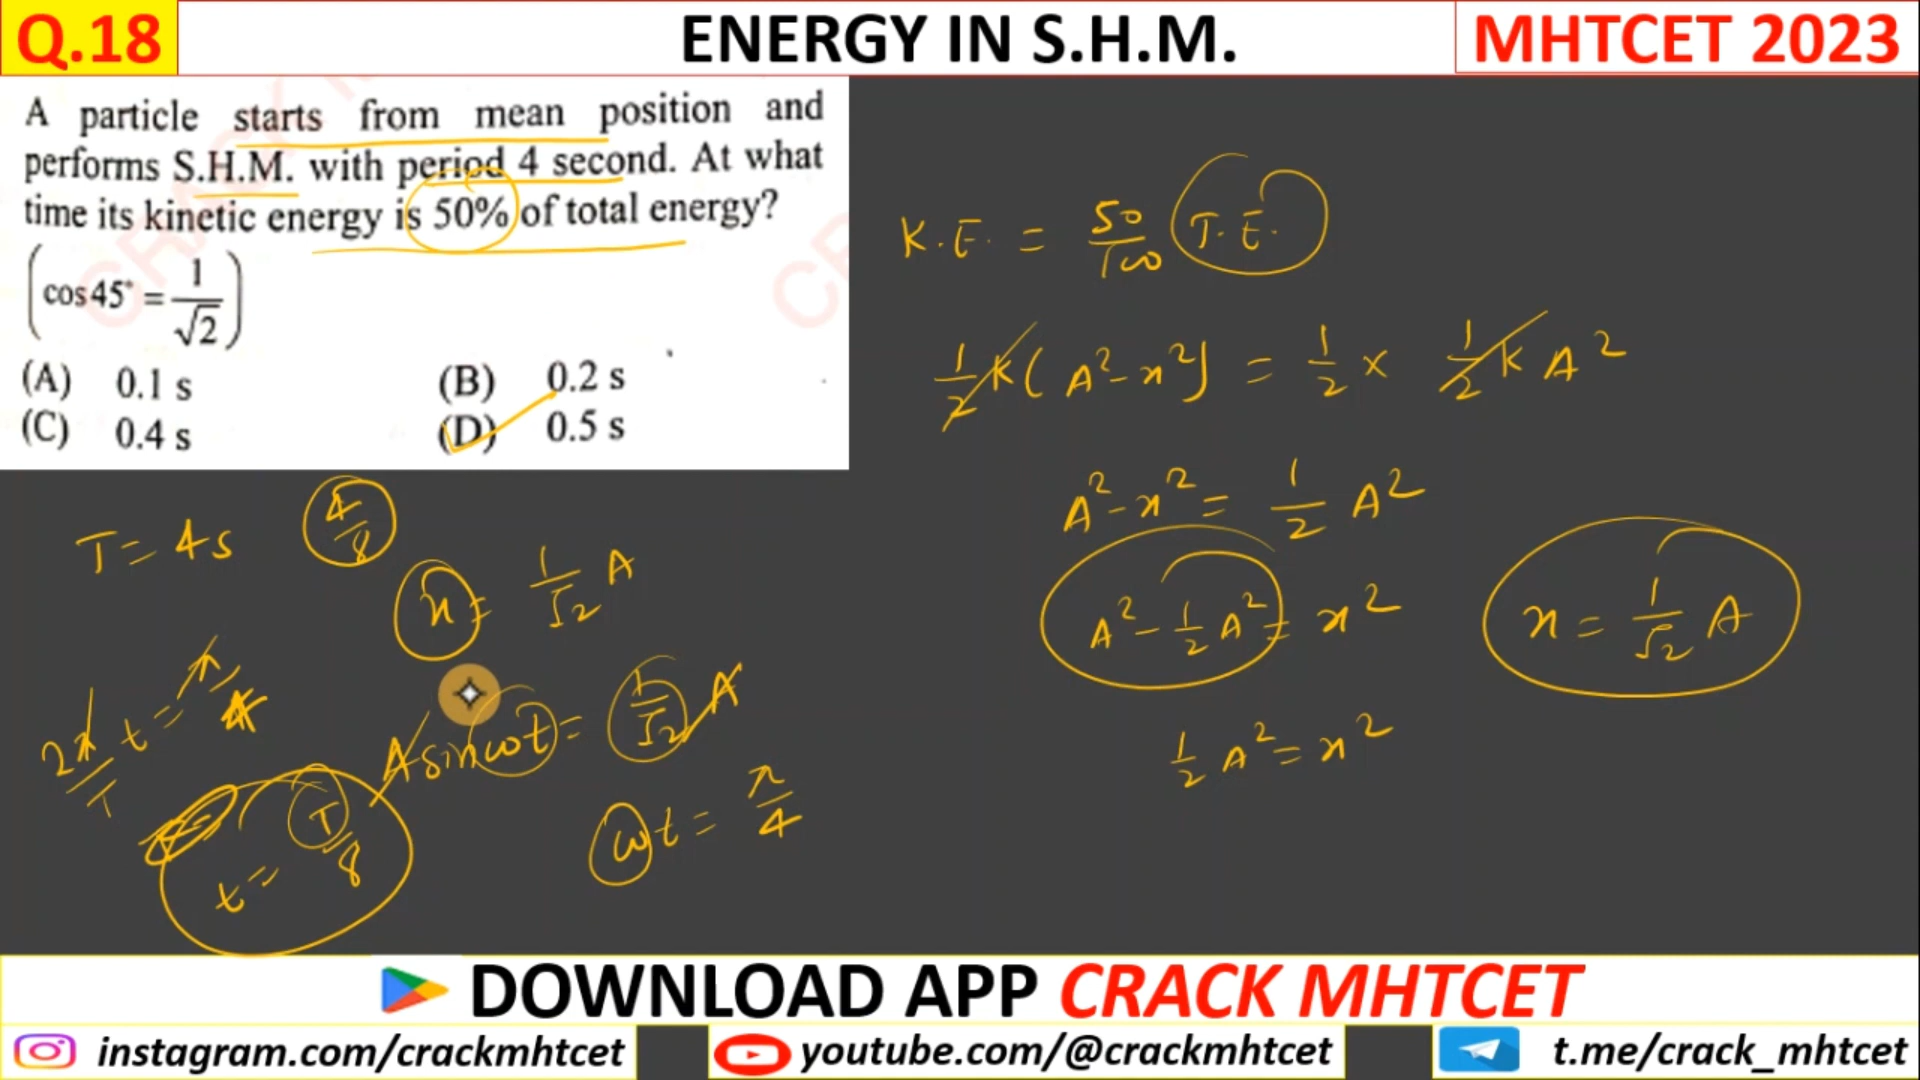 Q.18
ENERGY IN S.H.M.
MHTCET 2023
A particle starts from mean position and
performs S.H.M. with period 4 second. At what
time its kinetic energy is 50% of total energy?
(cos45° = 1/√2)
(A) 0.1 s (B) 0.2 s
(C) 0.4 s (D) 0.5 s
K.E. = 50/100 T.E.
1/2 K(A² - x²) = 1/2 × 1/2 K A²
A² - x² = 1/2 A²
A² - 1/2 A² = x²
x = 1/√2 A
1/2 A² = x²
T = 4s
4/8
x = 1/√2 A
A sin ωt = 1/√2 A
ωt = π/4
2π/T t = π/4
t = T/8
DOWNLOAD APP CRACK MHTCET
instagram.com/crackmhtcet
youtube.com/@crackmhtcet
t.me/crack_mhtcet